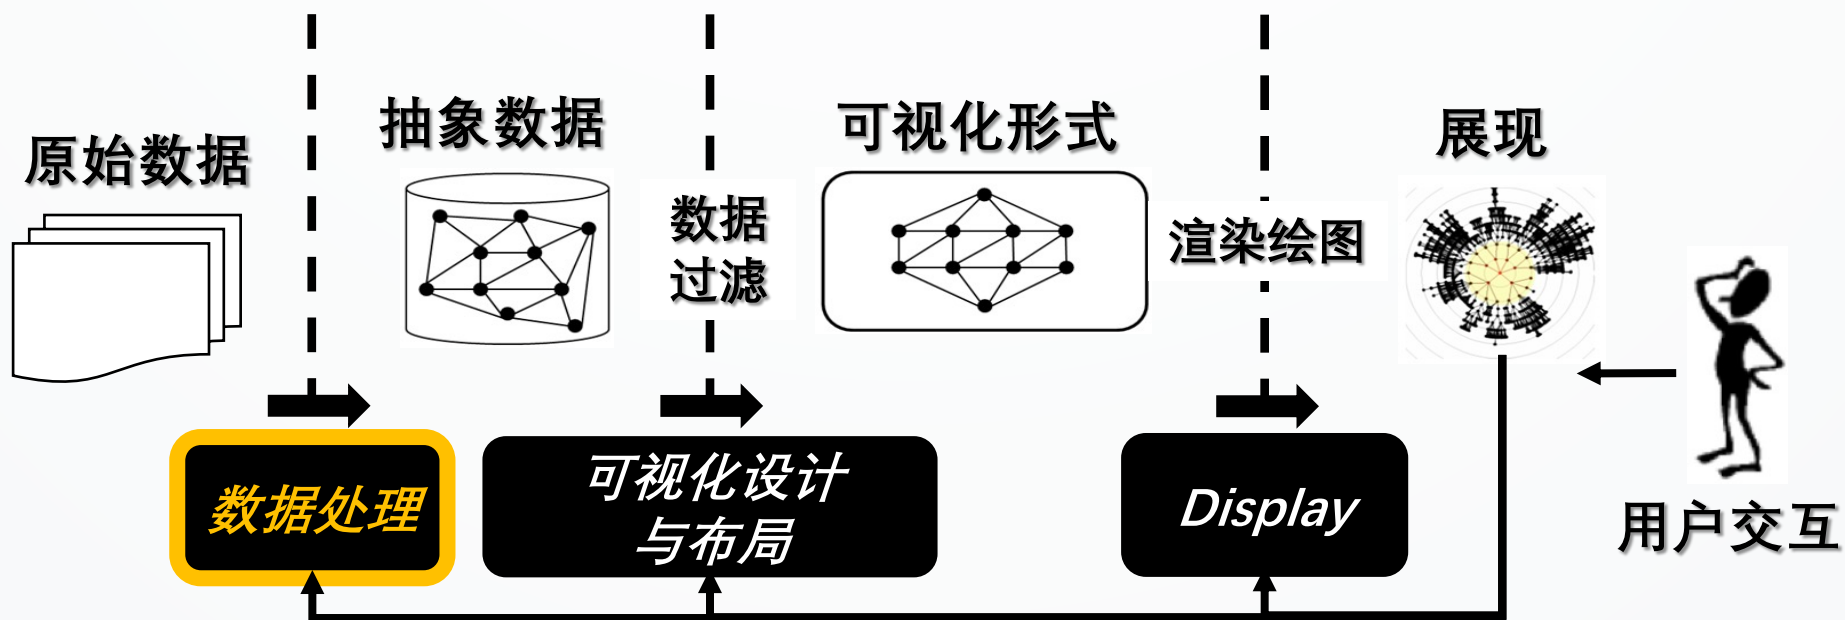 原始数据
抽象数据
数据
过滤
可视化形式
渲染绘图
展现
数据处理
可视化设计
与布局
Display
用户交互